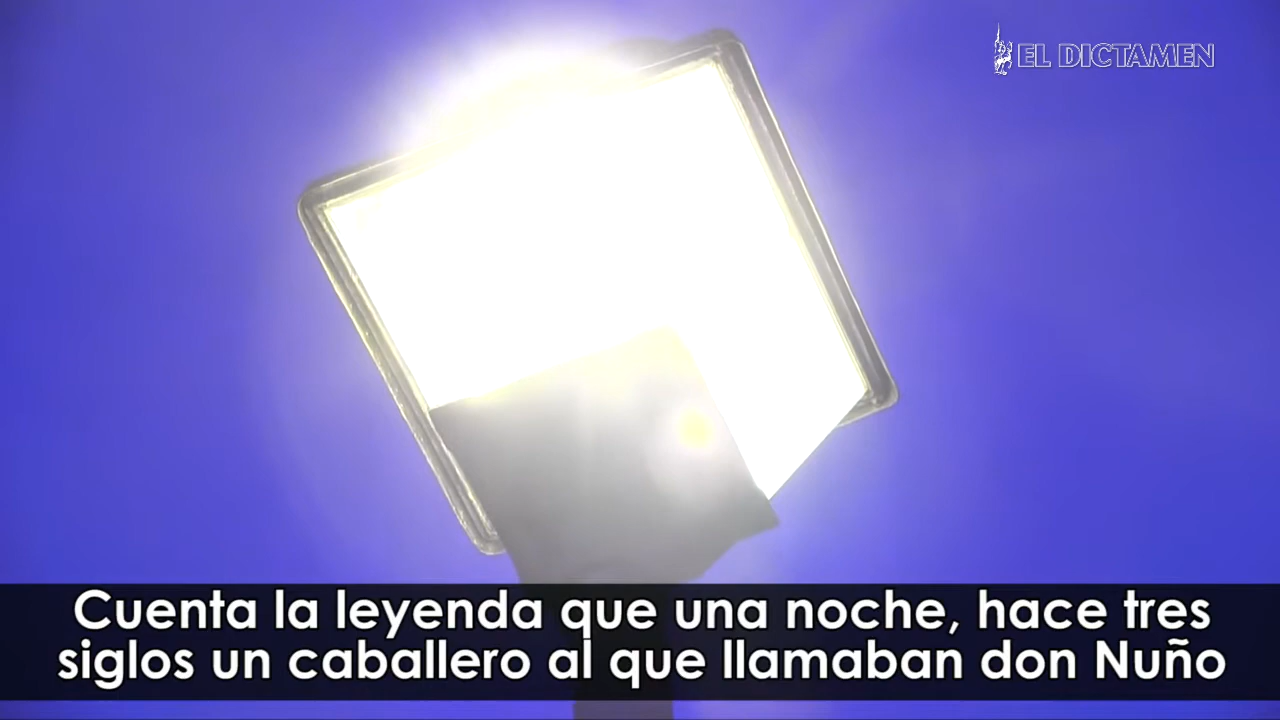 EL DICTAMEN
Cuenta la leyenda que una noche, hace tres
siglos un caballero al que llamaban don Nuño